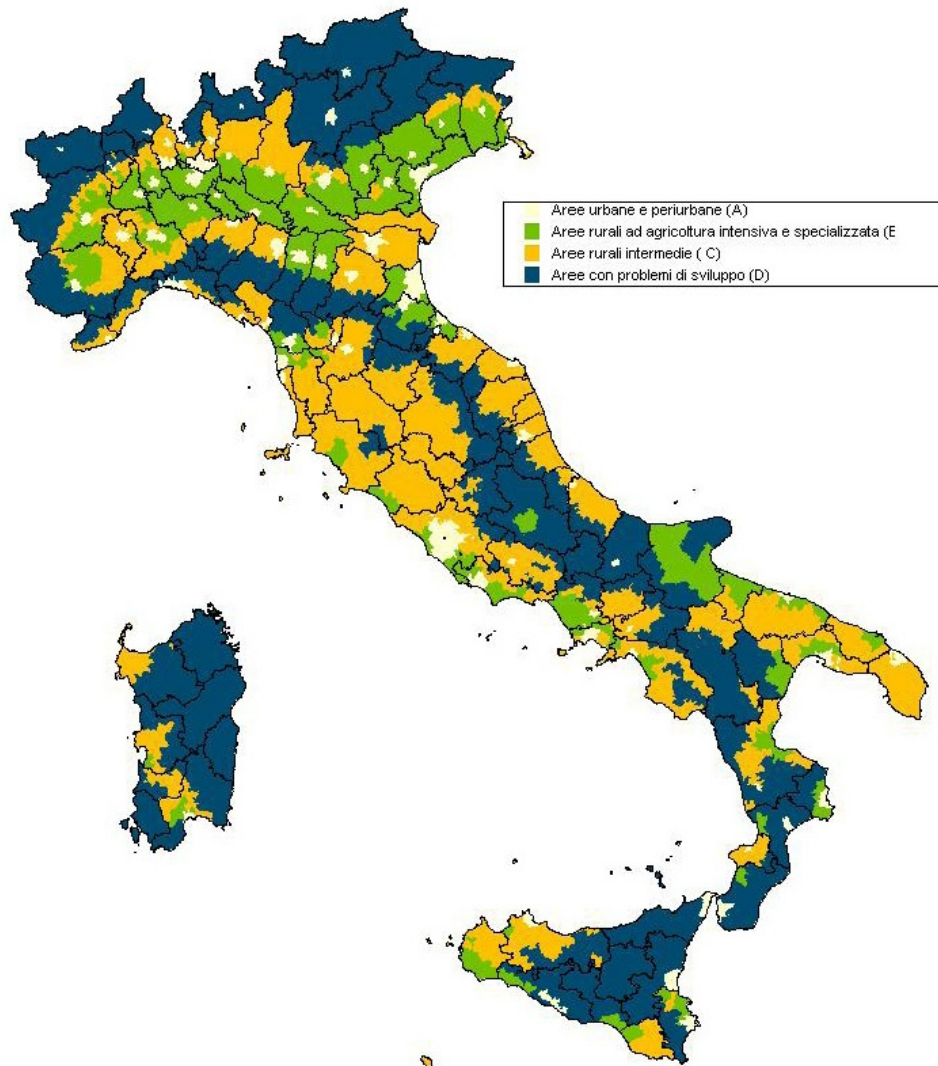 Aree urbane e periurbane (A)
Aree rurali ad agricoltura intensiva e specializzata (E
Aree rurali intermedie ( C)
Aree con problemi di sviluppo (D)